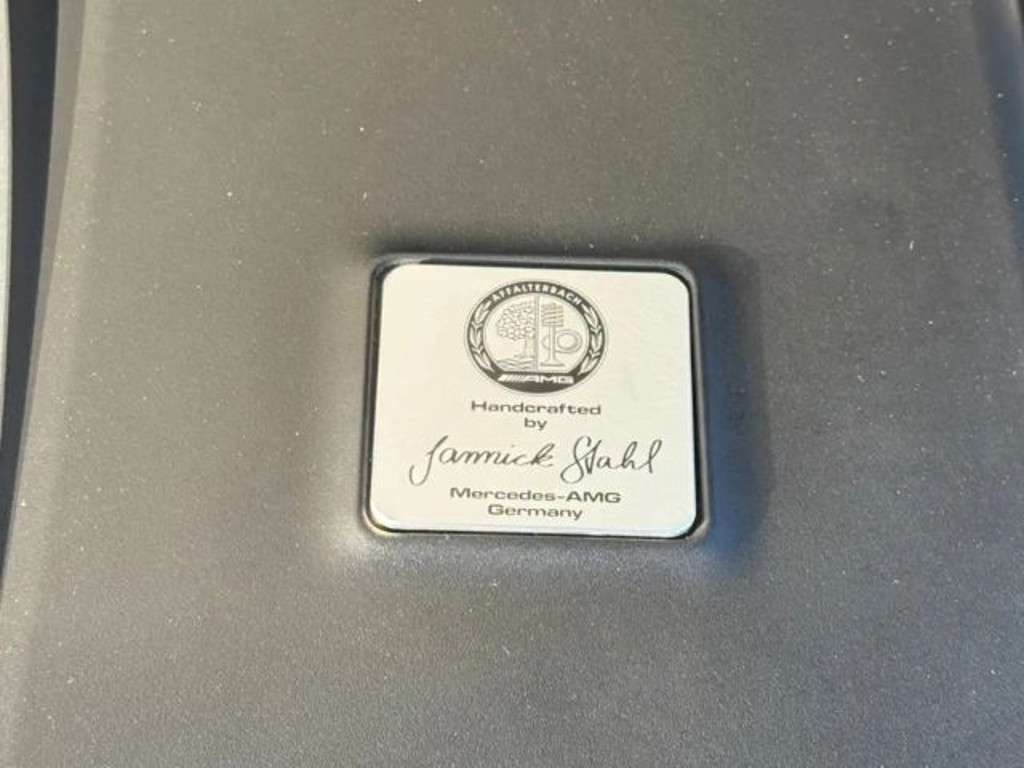 AFFALTERBACH
AMG
Handcrafted
by
Jannick Stahl
Mercedes-AMG
Germany